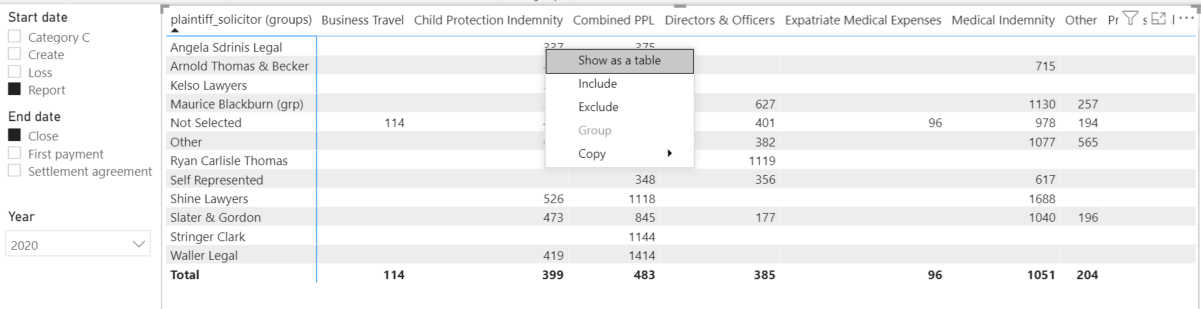 Start date
Category C
Create
Loss
Report
End date
Close
First payment
Settlement agreement
Year
2020
plaintiff_solicitor (groups) Business Travel Child Protection Indemnity Combined PPL Directors & Officers Expatriate Medical Expenses Medical Indemnity Other
Angela Sdrinis Legal 337 375
Arnold Thomas & Becker 715
Kelso Lawyers
Maurice Blackburn (grp) 627 1130 257
Not Selected 114 401 96 978 194
Other 382 1077 565
Ryan Carlisle Thomas 1119
Self Represented 348 356 617
Shine Lawyers 526 1118 1688
Slater & Gordon 473 845 177 1040 196
Stringer Clark 1144
Waller Legal 419 1414
Total 114 399 483 385 96 1051 204
Show as a table
Include
Exclude
Group
Copy